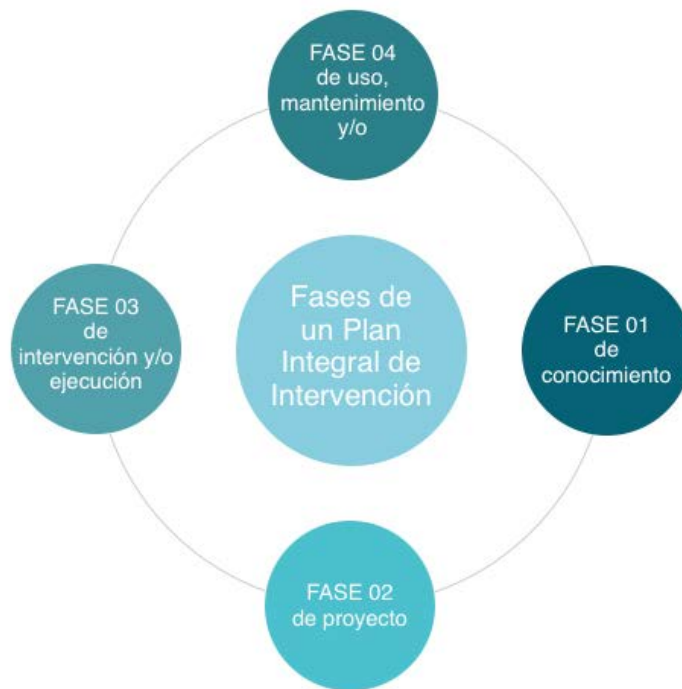 FASE 04
de uso,
mantenimiento
y/o
FASE 03
de
intervención y/o
ejecución
Fases de
un Plan
Integral de
Intervención
FASE 01
de
conocimiento
FASE 02
de proyecto